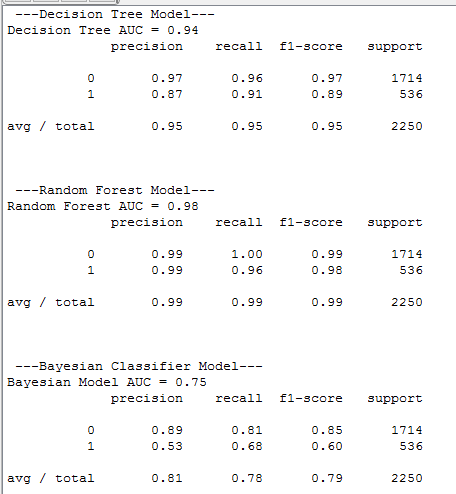 ---Decision Tree Model---
Decision Tree AUC = 0.94
precision recall f1-score support
0 0.97 0.96 0.97 1714
1 0.87 0.91 0.89 536
avg / total 0.95 0.95 0.95 2250
---Random Forest Model---
Random Forest AUC = 0.98
precision recall f1-score support
0 0.99 1.00 0.99 1714
1 0.99 0.96 0.98 536
avg / total 0.99 0.99 0.99 2250
---Bayesian Classifier Model---
Bayesian Model AUC = 0.75
precision recall f1-score support
0 0.89 0.81 0.85 1714
1 0.53 0.68 0.60 536
avg / total 0.81 0.78 0.79 2250